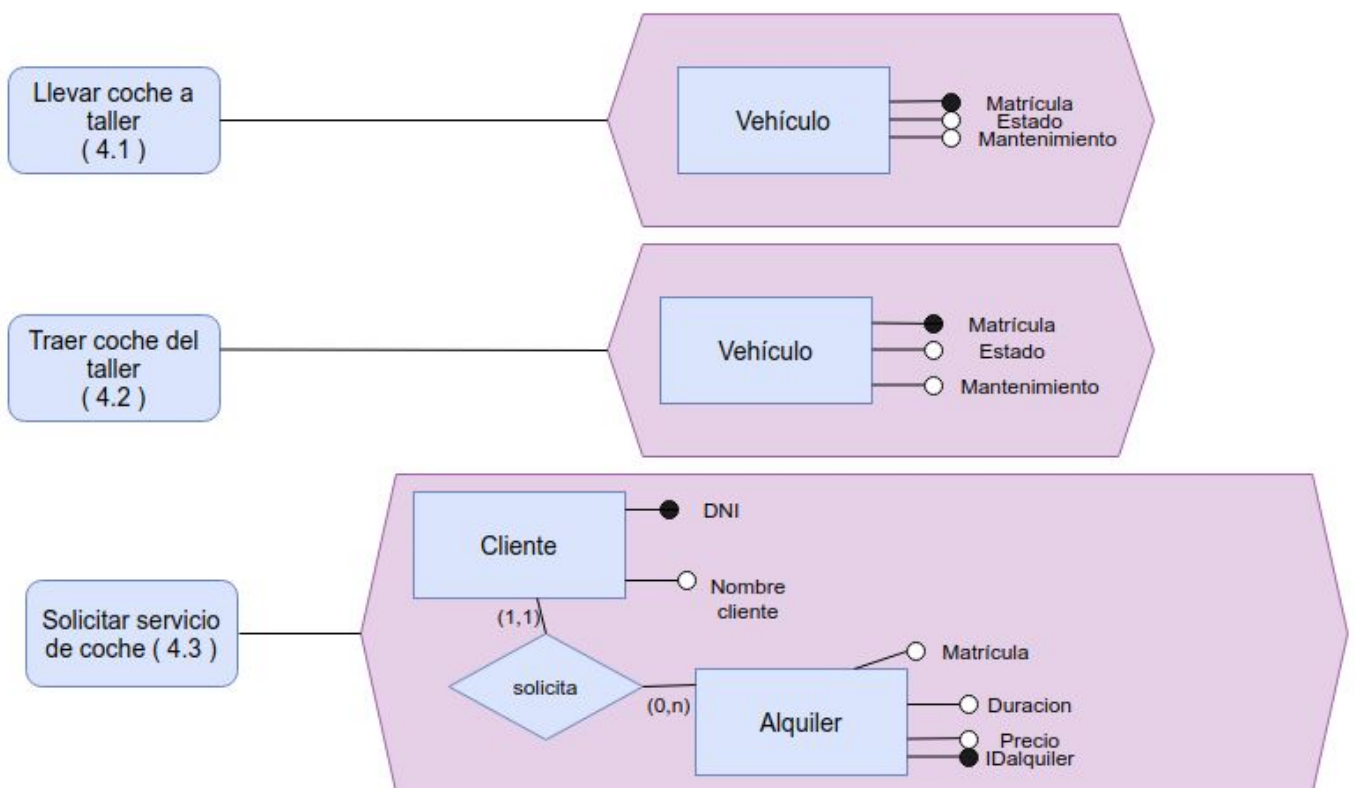 Llevar coche a
taller
( 4.1 )
Vehículo
Matrícula
Estado
Mantenimiento
Traer coche del
taller
( 4.2 )
Vehículo
Matrícula
Estado
Mantenimiento
Solicitar servicio
de coche ( 4.3 )
Cliente
DNI
Nombre
cliente
(1,1)
solicita
(0,n)
Alquiler
Matrícula
Duracion
Precio
IDalquiler